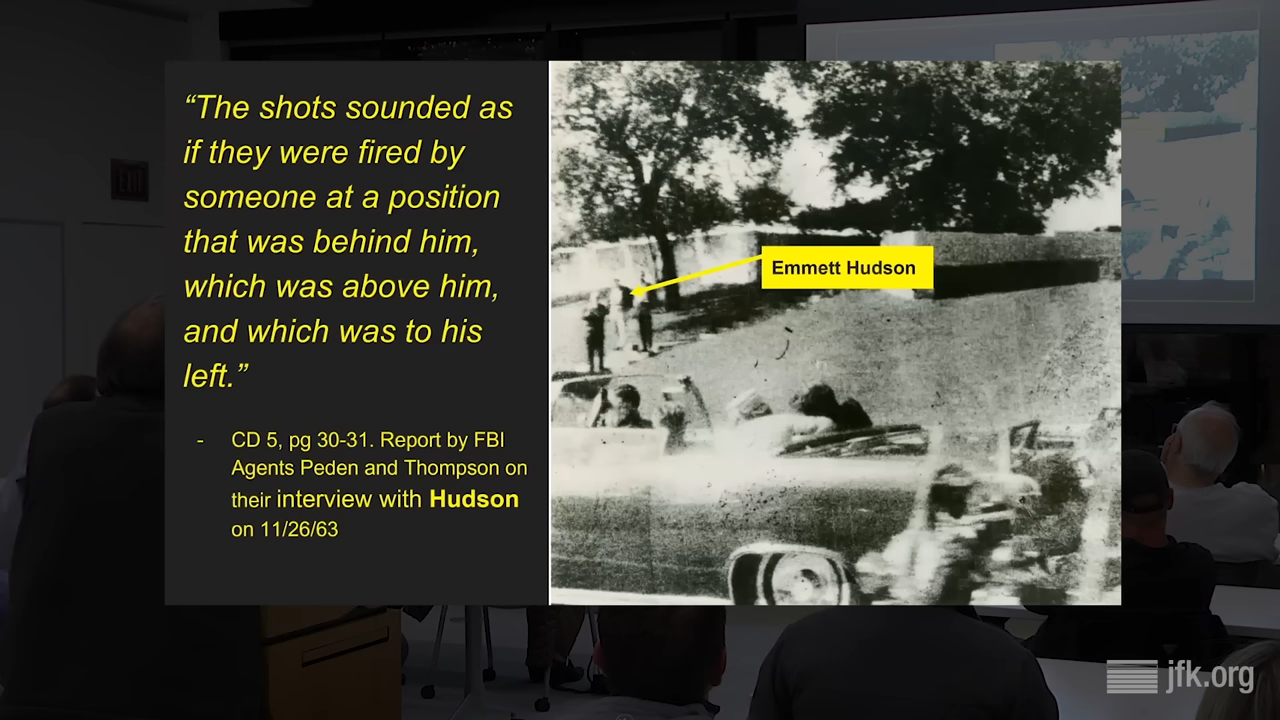 “The shots sounded as
if they were fired by
someone at a position
that was behind him,
which was above him,
and which was to his
left.”
- CD 5, pg 30-31. Report by FBI
Agents Peden and Thompson on
their interview with Hudson
on 11/26/63
Emmett Hudson
EXIT
jfk.org